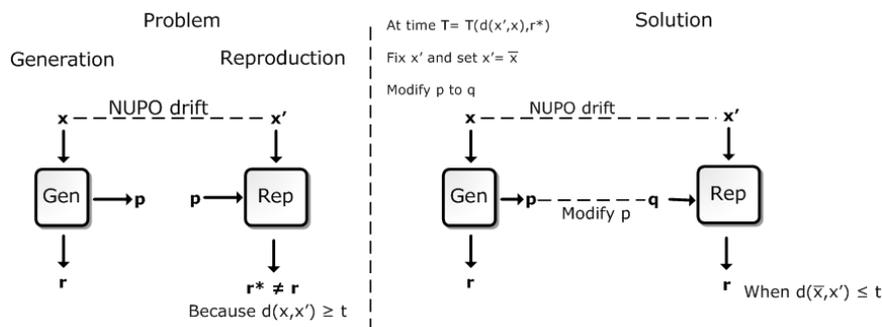 Problem
Generation
Reproduction
x
NUPO drift
x'
Gen
p
p
Rep
r
r* ≠ r
Because d(x,x') ≥ t
Solution
At time T= T(d(x',x),r*)
Fix x' and set x'= x̅
Modify p to q
x
NUPO drift
x'
Gen
p
Modify p
q
Rep
r
r
When d(x̅,x') ≤ t